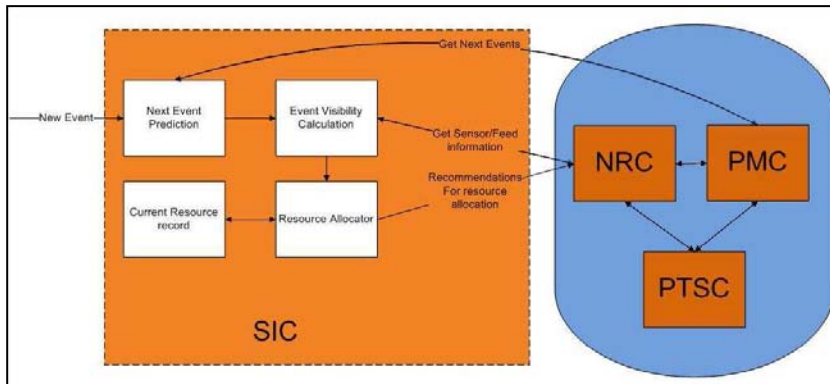 Get Next Events
New Event
Next Event
Prediction
Event Visibility
Calculation
Get Sensor/Feed
information
NRC
PMC
Recommendations
For resource
allocation
Current Resource
record
Resource Allocator
PTSC
SIC